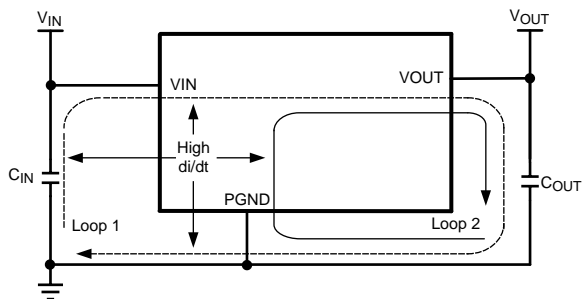 VIN
VOUT
VIN
VOUT
High
di/dt
CIN
COUT
PGND
Loop 1
Loop 2